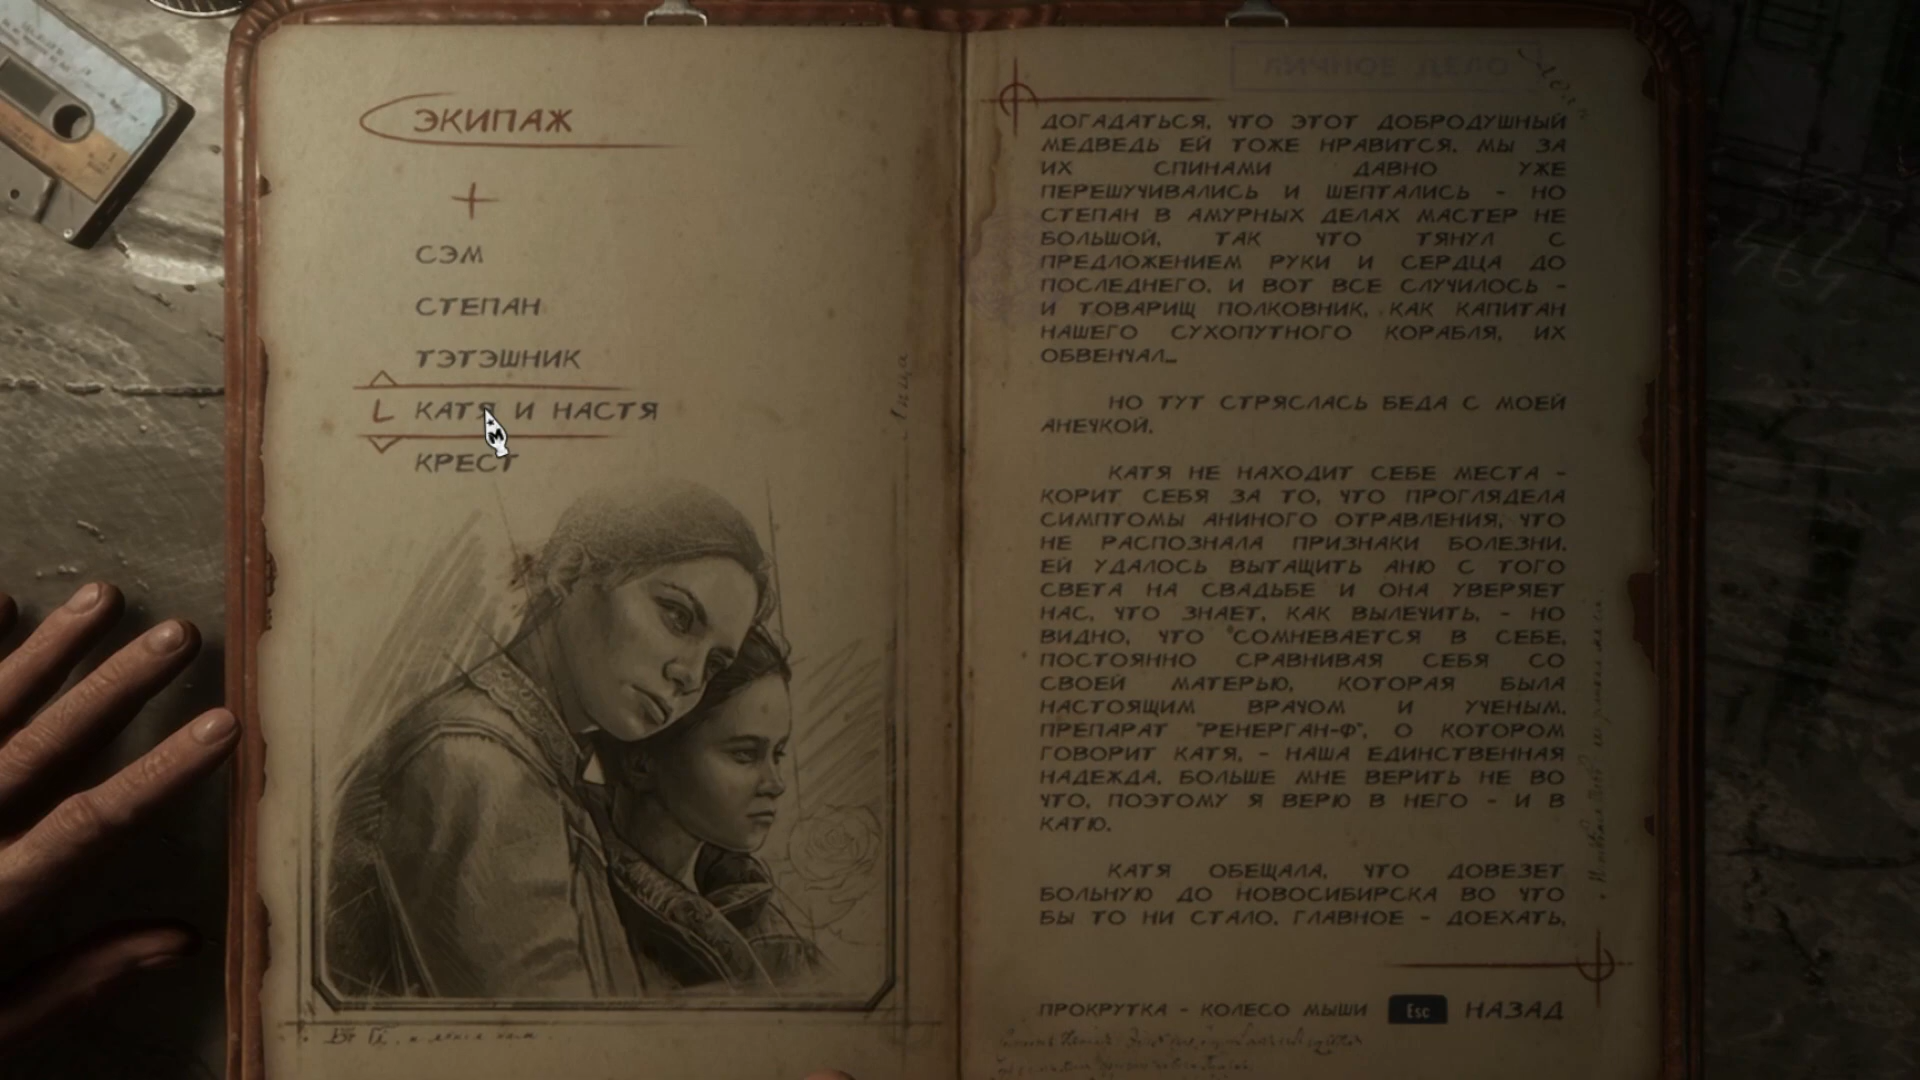 ЭКИПАЖ
СЭМ
СТЕПАН
ТЭТЭШНИК
КАТЯ И НАСТЯ
КРЕСТ
ЛИЧНОЕ ДЕЛО
ДОГАДАТЬСЯ, ЧТО ЭТОТ ДОБРОДУШНЫЙ
МЕДВЕДЬ ЕЙ ТОЖЕ НРАВИТСЯ. МЫ ЗА
ИХ СПИНАМИ ДАВНО УЖЕ
ПЕРЕШУЧИВАЛИСЬ И ШЕПТАЛИСЬ - НО
СТЕПАН В АМУРНЫХ ДЕЛАХ МАСТЕР НЕ
БОЛЬШОЙ, ТАК ЧТО ТЯНУЛ С
ПРЕДЛОЖЕНИЕМ РУКИ И СЕРДЦА ДО
ПОСЛЕДНЕГО. И ВОТ ВСЕ СЛУЧИЛОСЬ -
И ТОВАРИЩ ПОЛКОВНИК, КАК КАПИТАН
НАШЕГО СУХОПУТНОГО КОРАБЛЯ, ИХ
ОБВЕНЧАЛ...
НО ТУТ СТРЯСЛАСЬ БЕДА С МОЕЙ
АНЕЧКОЙ.
КАТЯ НЕ НАХОДИТ СЕБЕ МЕСТА -
КОРИТ СЕБЯ ЗА ТО, ЧТО ПРОГЛЯДЕЛА
СИМПТОМЫ АНИНОГО ОТРАВЛЕНИЯ, ЧТО
НЕ РАСПОЗНАЛА ПРИЗНАКИ БОЛЕЗНИ.
ЕЙ УДАЛОСЬ ВЫТАЩИТЬ АНЮ С ТОГО
СВЕТА НА СВАДЬБЕ И ОНА УВЕРЯЕТ
НАС, ЧТО ЗНАЕТ, КАК ВЫЛЕЧИТЬ, - НО
ВИДНО, ЧТО СОМНЕВАЕТСЯ В СЕБЕ,
ПОСТОЯННО СРАВНИВАЯ СЕБЯ СО
СВОЕЙ МАТЕРЬЮ, КОТОРАЯ БЫЛА
НАСТОЯЩИМ ВРАЧОМ И УЧЕНЫМ.
ПРЕПАРАТ "РЕНЕРГАН-Ф", О КОТОРОМ
ГОВОРИТ КАТЯ, - НАША ЕДИНСТВЕННАЯ
НАДЕЖДА. БОЛЬШЕ МНЕ ВЕРИТЬ НЕ ВО
ЧТО, ПОЭТОМУ Я ВЕРЮ В НЕГО - И В
КАТЮ.
КАТЯ ОБЕЩАЛА, ЧТО ДОВЕЗЕТ
БОЛЬНУЮ ДО НОВОСИБИРСКА ВО ЧТО
БЫ ТО НИ СТАЛО. ГЛАВНОЕ - ДОЕХАТЬ,
ПРОКРУТКА - КОЛЕСО МЫШИ Esc НАЗАД